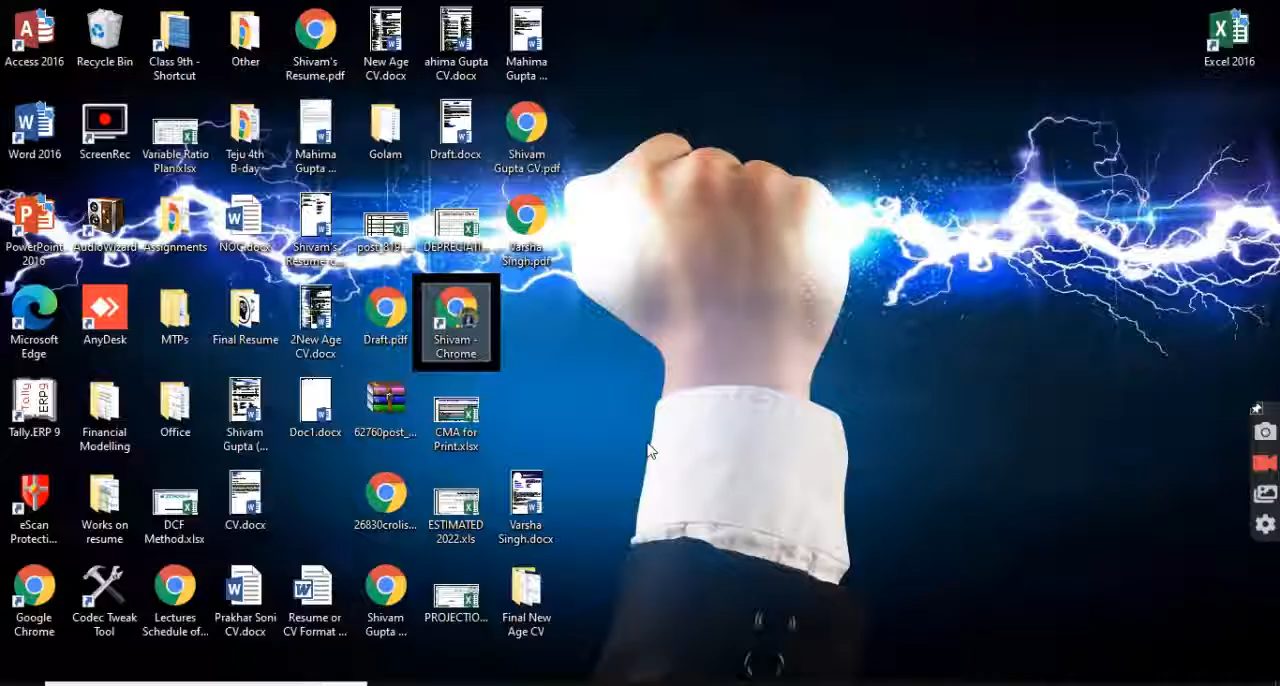 Access 2016
Recycle Bin
Class 9th -
Shortcut
Other
Shivam's
Resume.pdf
New Age
CV.docx
ahima Gupta
CV.docx
Mahima
Gupta ...
Excel 2016
Word 2016
ScreenRec
Variable Ratio
Plan.xlsx
Teju 4th
B-day
Mahima
Gupta ...
Golam
Draft.docx
Shivam
Gupta CV.pdf
PowerPoint
2016
AudioWizard
Assignments
NOC.docx
Shivam's
Resume-c...
post_819...
DEPRECIATI...
Varsha
Singh.pdf
Microsoft
Edge
AnyDesk
MTPs
Final Resume
2New Age
CV.docx
Draft.pdf
Shivam -
Chrome
Tally ERP9
Tally.ERP 9
Financial
Modelling
Office
Shivam
Gupta (...
Doc1.docx
62760post_...
CMA for
Print.xlsx
eScan
Protecti...
Works on
resume
DCF
Method.xlsx
CV.docx
26830crolis...
ESTIMATED
2022.xls
Varsha
Singh.docx
Google
Chrome
Codec Tweak
Tool
Lectures
Schedule of...
Prakhar Soni
CV.docx
Resume or
CV Format ...
Shivam
Gupta ...
PROJECTIO...
Final New
Age CV